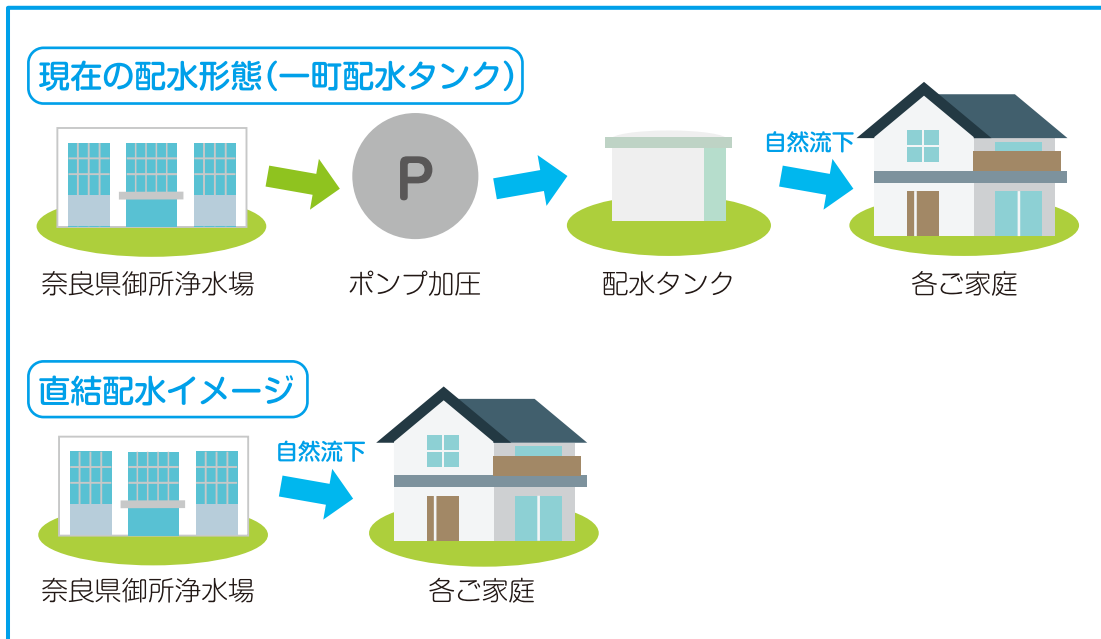 現在の配水形態(一町配水タンク)
P
自然流下
奈良県御所浄水場
ポンプ加圧
配水タンク
各ご家庭
直結配水イメージ
自然流下
奈良県御所浄水場
各ご家庭